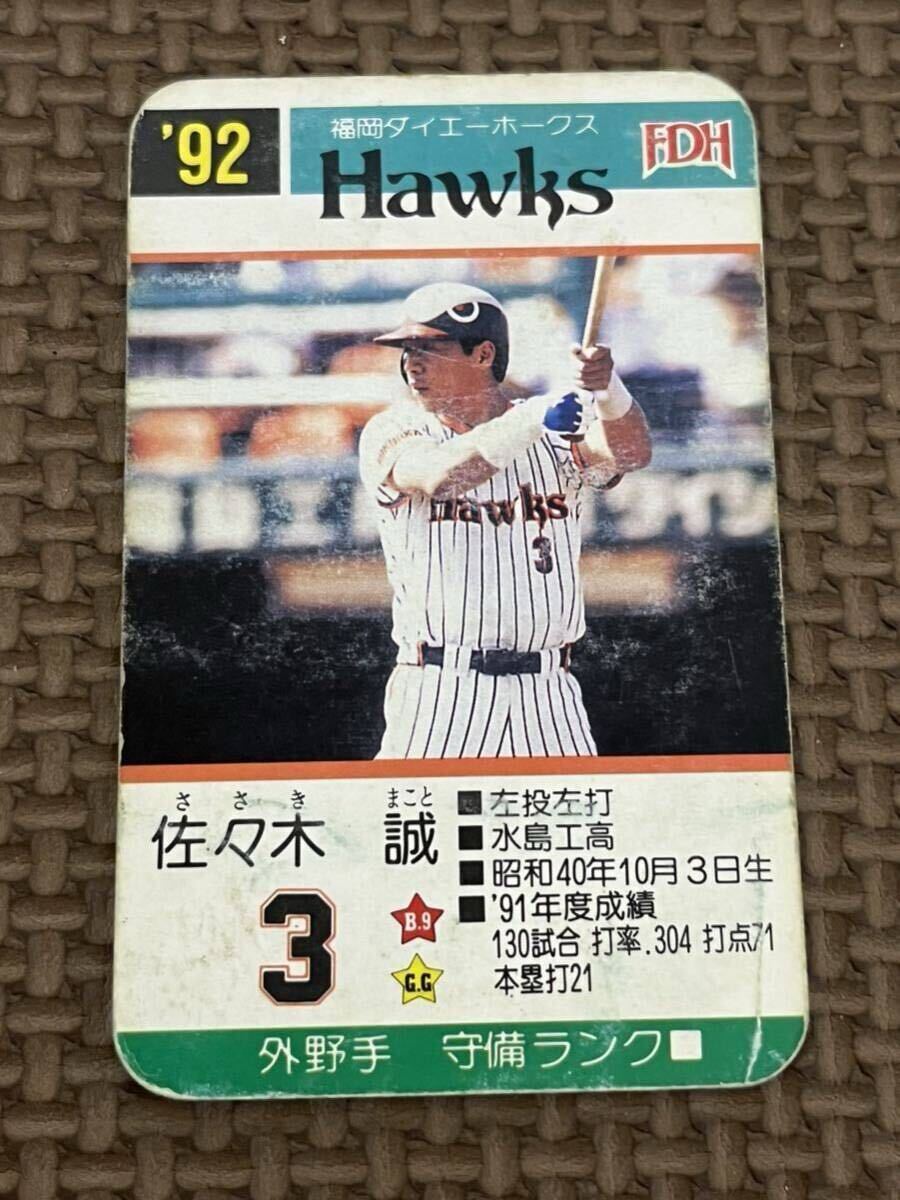 '92
福岡ダイエーホークス
Hawks
FDH
Hawks
3
ささき まこと
佐々木 誠
3
B.9
G.G
■左投左打
■水島工高
■昭和40年10月3日生
■'91年度成績
130試合 打率.304 打点71
本塁打21
外野手 守備ランク□